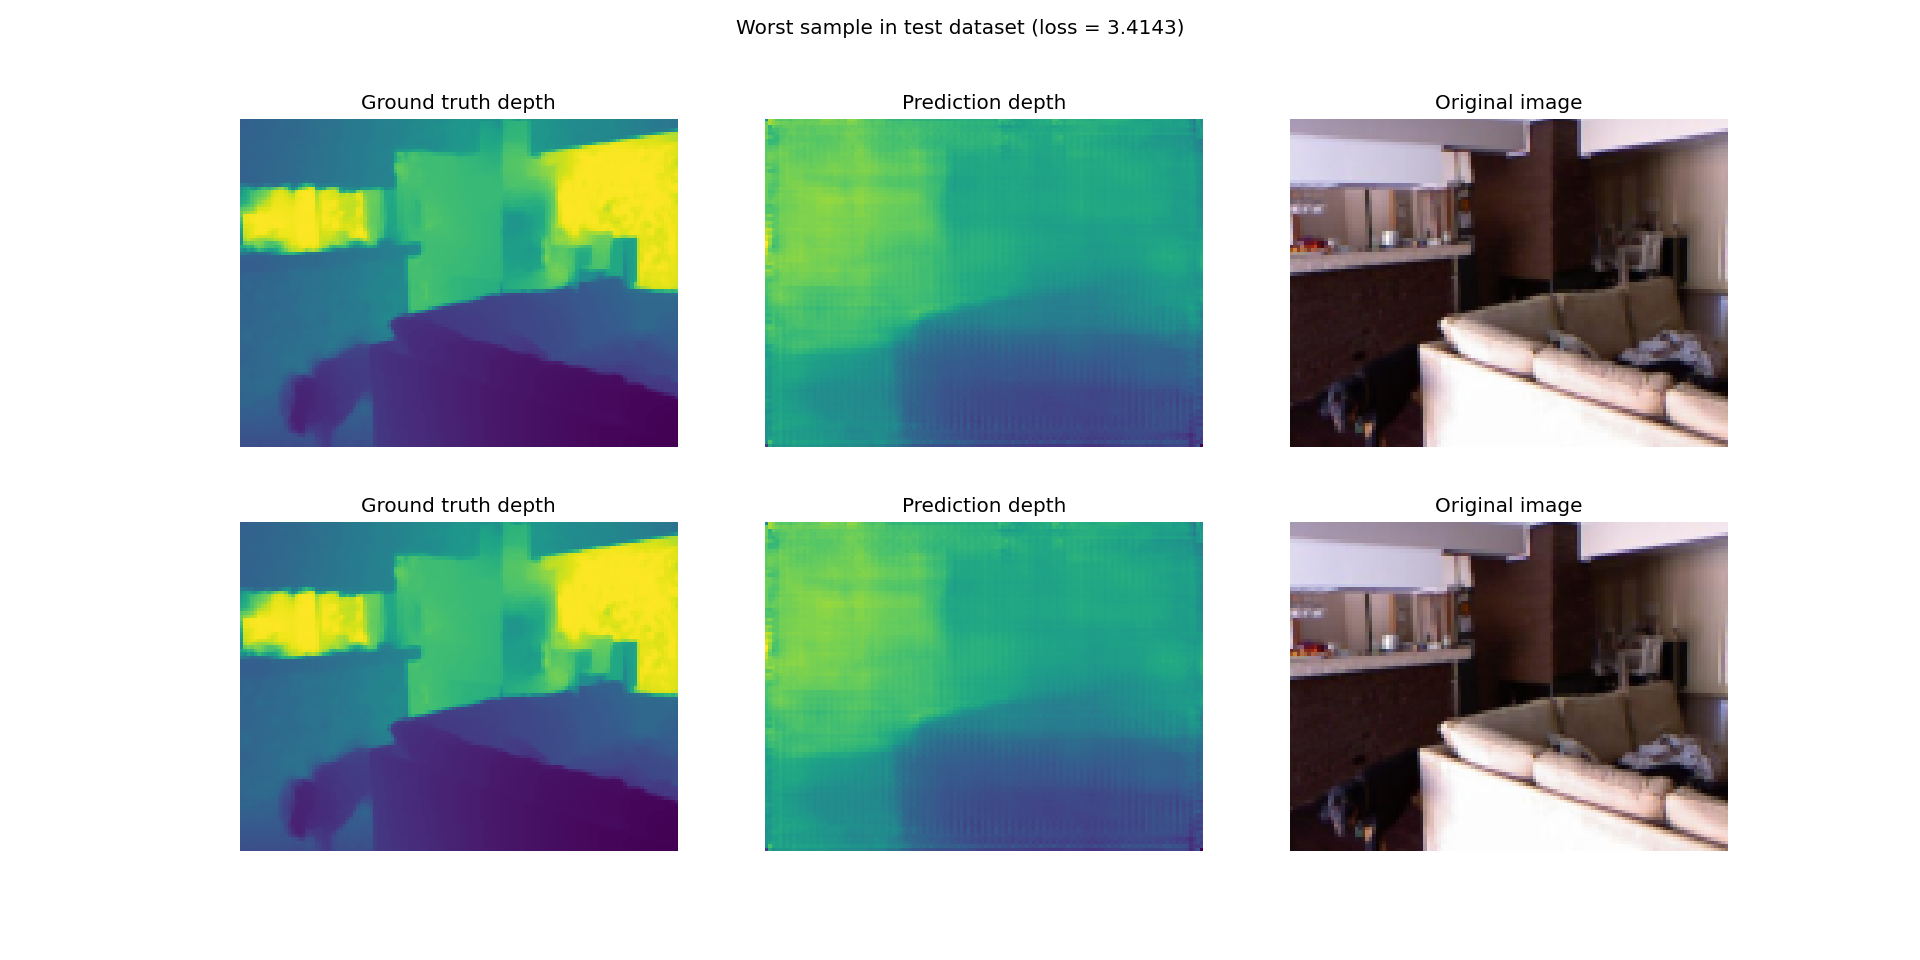 Worst sample in test dataset (loss = 3.4143)
Ground truth depth
Prediction depth
Original image
Ground truth depth
Prediction depth
Original image